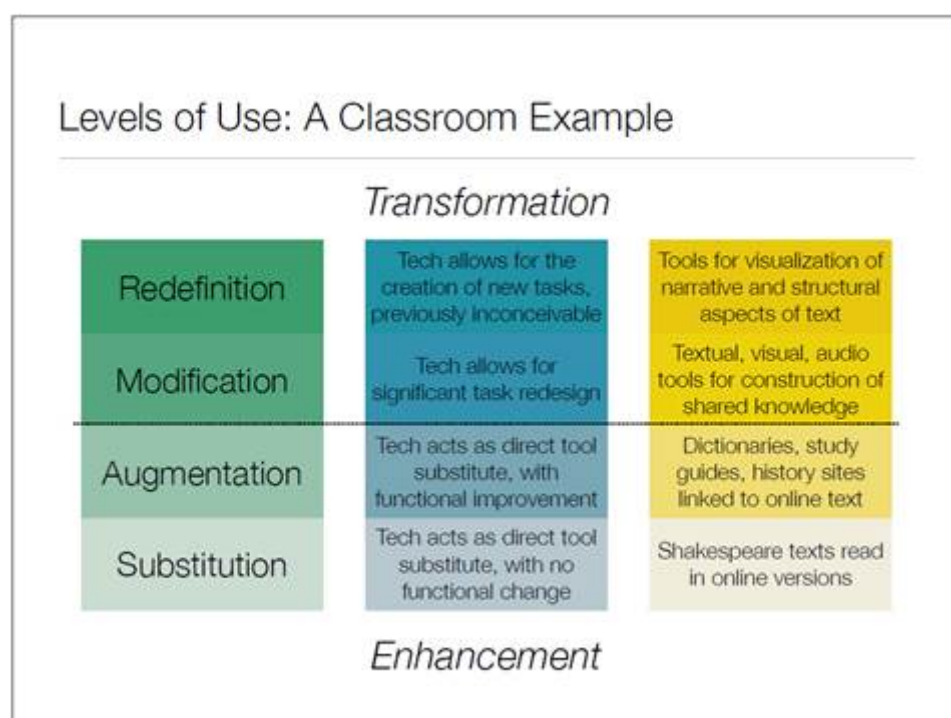 Levels of Use: A Classroom Example
Transformation
Redefinition
Tech allows for the
creation of new tasks,
previously inconceivable
Tools for visualization of
narrative and structural
aspects of text
Modification
Tech allows for
significant task redesign
Textual, visual, audio
tools for construction of
shared knowledge
Augmentation
Tech acts as direct tool
substitute, with
functional improvement
Dictionaries, study
guides, history sites
linked to online text
Substitution
Tech acts as direct tool
substitute, with no
functional change
Shakespeare texts read
in online versions
Enhancement